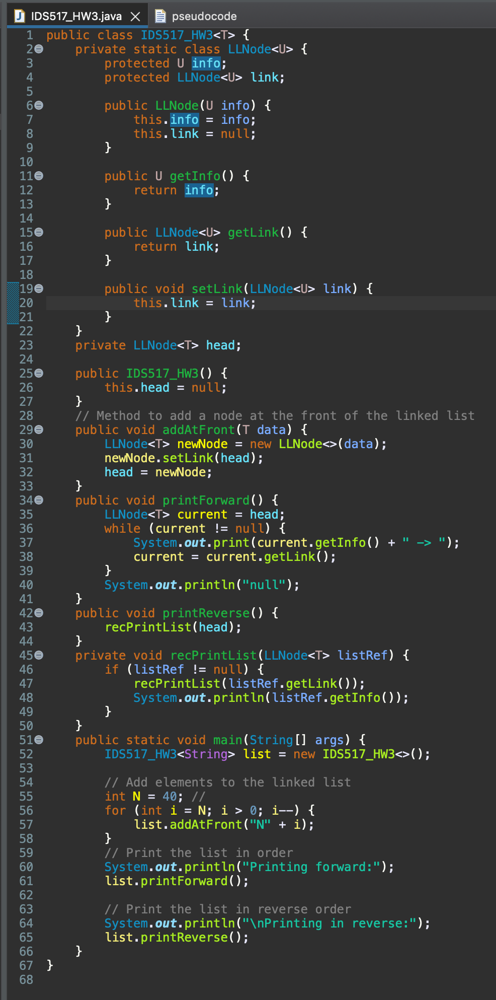 IDS517_HW3.java
pseudocode
1 public class IDS517_HW3<T> {
2 private static class LLNode<U> {
3 protected U info;
4 protected LLNode<U> link;
5
6 public LLNode(U info) {
7 this.info = info;
8 this.link = null;
9 }
10
11 public U getInfo() {
12 return info;
13 }
14
15 public LLNode<U> getLink() {
16 return link;
17 }
18
19 public void setLink(LLNode<U> link) {
20 this.link = link;
21 }
22 }
23 private LLNode<T> head;
24
25 public IDS517_HW3() {
26 this.head = null;
27 }
28 // Method to add a node at the front of the linked list
29 public void addAtFront(T data) {
30 LLNode<T> newNode = new LLNode<>(data);
31 newNode.setLink(head);
32 head = newNode;
33 }
34 public void printForward() {
35 LLNode<T> current = head;
36 while (current != null) {
37 System.out.print(current.getInfo() + " -> ");
38 current = current.getLink();
39 }
40 System.out.println("null");
41 }
42 public void printReverse() {
43 recPrintList(head);
44 }
45 private void recPrintList(LLNode<T> listRef) {
46 if (listRef != null) {
47 recPrintList(listRef.getLink());
48 System.out.println(listRef.getInfo());
49 }
50 }
51 public static void main(String[] args) {
52 IDS517_HW3<String> list = new IDS517_HW3<>();
53
54 // Add elements to the linked list
55 int N = 40; //
56 for (int i = N; i > 0; i--) {
57 list.addAtFront("N" + i);
58 }
59 // Print the list in order
60 System.out.println("Printing forward:");
61 list.printForward();
62
63 // Print the list in reverse order
64 System.out.println("\nPrinting in reverse:");
65 list.printReverse();
66 }
67 }
68